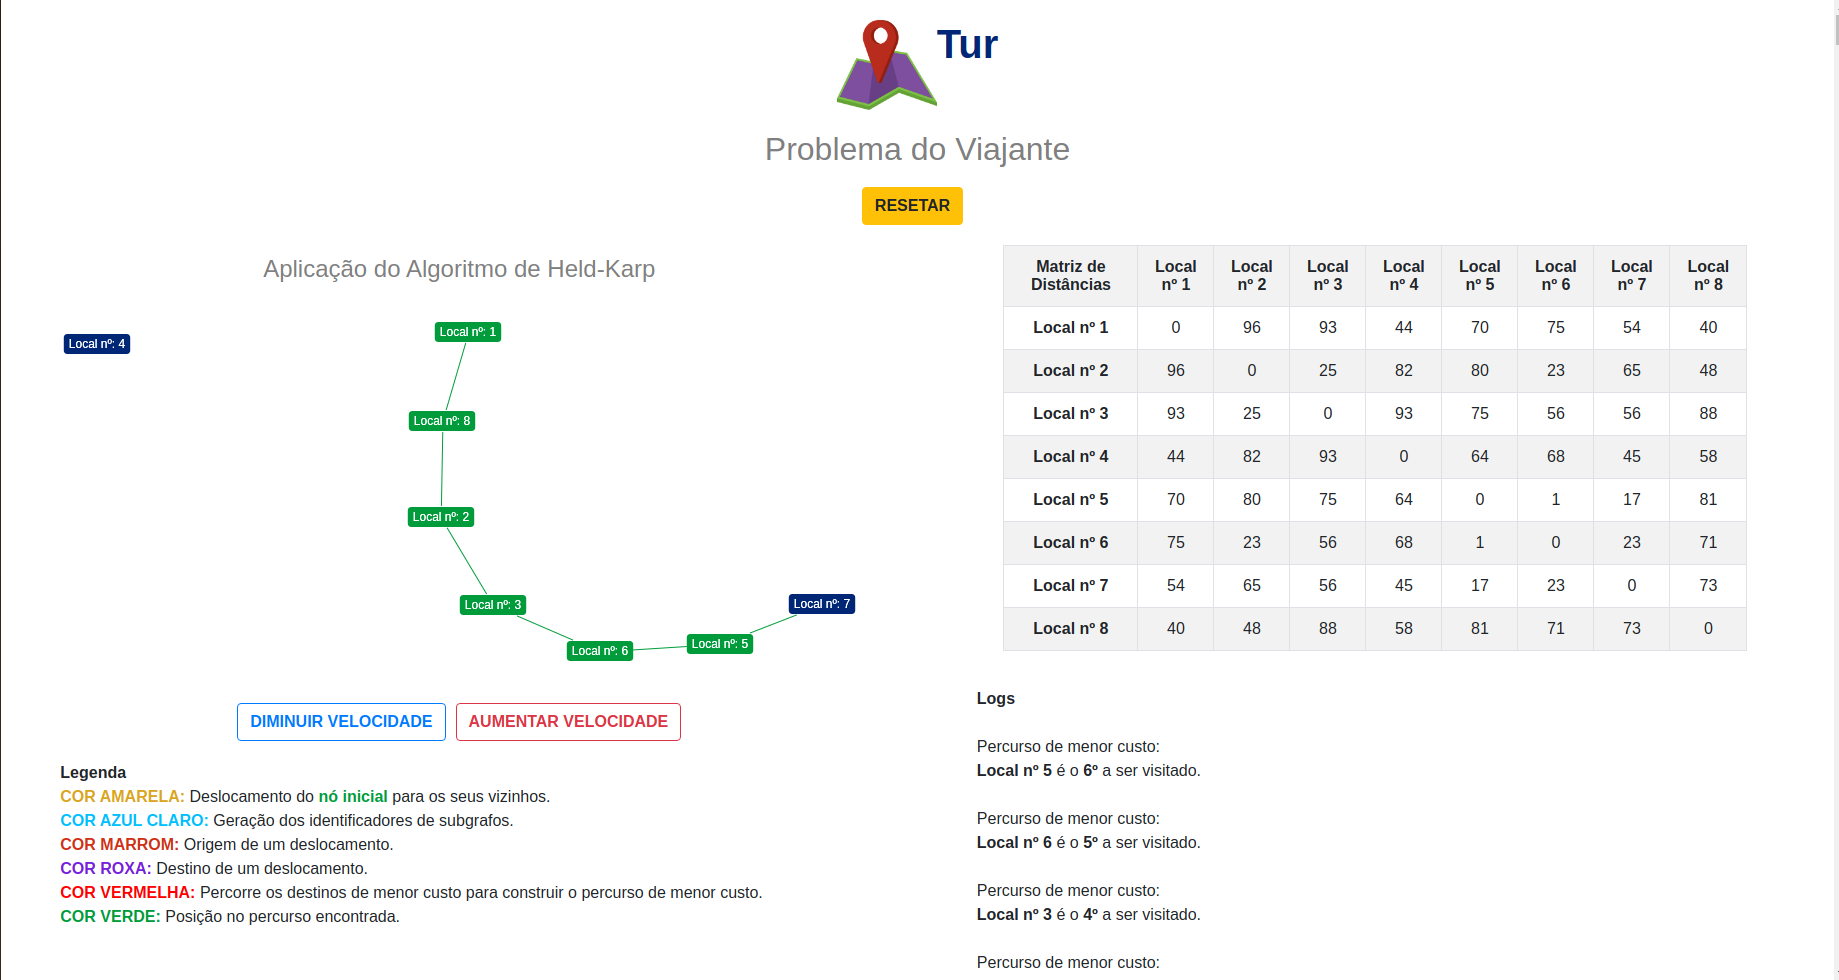 Tur
Problema do Viajante
RESETAR
Aplicação do Algoritmo de Held-Karp
Local nº: 1
Local nº: 4
Local nº: 8
Local nº: 2
Local nº: 3
Local nº: 7
Local nº: 5
Local nº: 6
DIMINUIR VELOCIDADE AUMENTAR VELOCIDADE
Legenda
COR AMARELA: Deslocamento do nó inicial para os seus vizinhos.
COR AZUL CLARO: Geração dos identificadores de subgrafos.
COR MARROM: Origem de um deslocamento.
COR ROXA: Destino de um deslocamento.
COR VERMELHA: Percorre os destinos de menor custo para construir o percurso de menor custo.
COR VERDE: Posição no percurso encontrada.
Matriz de Distâncias Local nº 1 Local nº 2 Local nº 3 Local nº 4 Local nº 5 Local nº 6 Local nº 7 Local nº 8
Local nº 1 0 96 93 44 70 75 54 40
Local nº 2 96 0 25 82 80 23 65 48
Local nº 3 93 25 0 93 75 56 56 88
Local nº 4 44 82 93 0 64 68 45 58
Local nº 5 70 80 75 64 0 1 17 81
Local nº 6 75 23 56 68 1 0 23 71
Local nº 7 54 65 56 45 17 23 0 73
Local nº 8 40 48 88 58 81 71 73 0
Logs
Percurso de menor custo:
Local nº 5 é o 6º a ser visitado.
Percurso de menor custo:
Local nº 6 é o 5º a ser visitado.
Percurso de menor custo:
Local nº 3 é o 4º a ser visitado.
Percurso de menor custo: